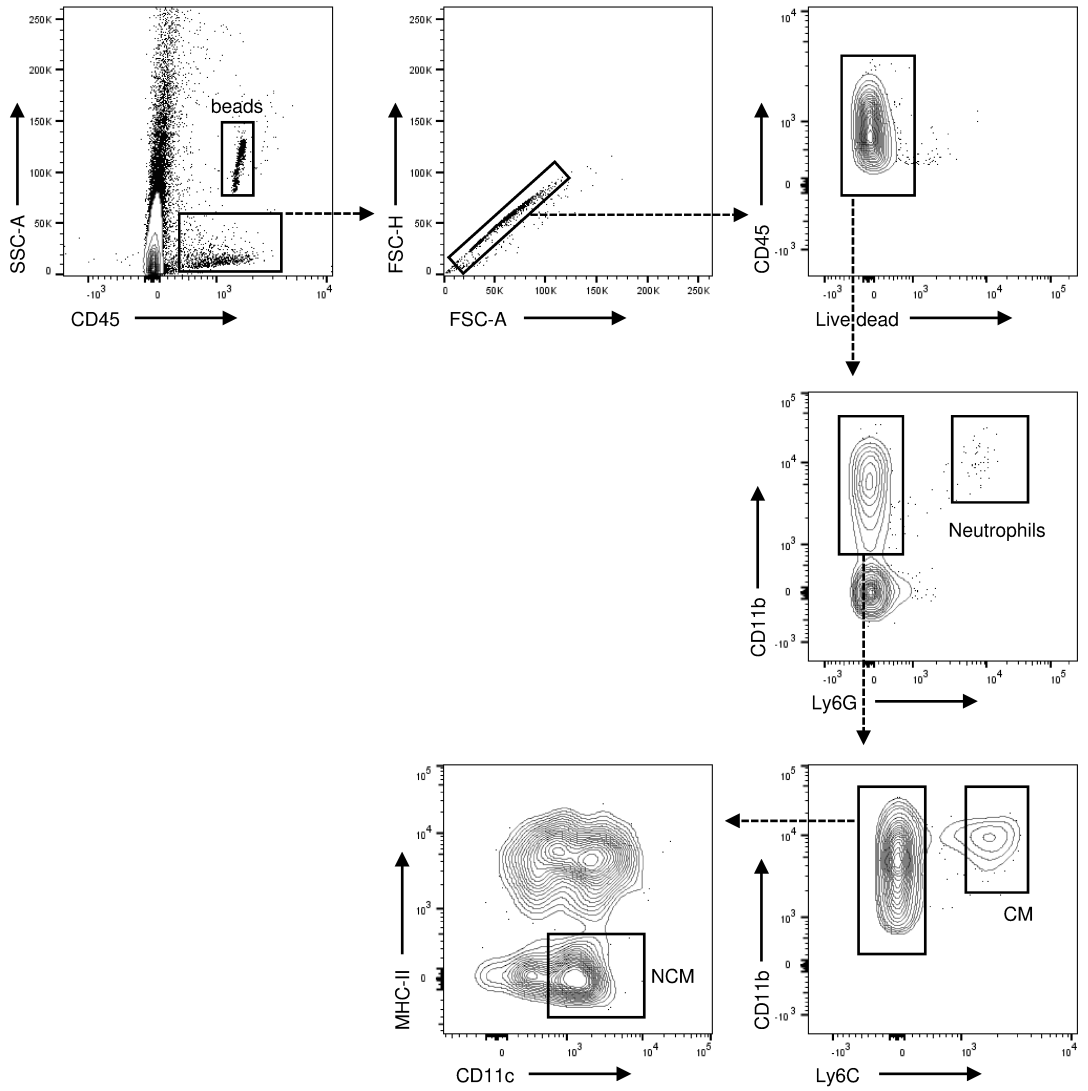 250K
200K
150K
100K
50K
0
beads
SSC-A
-10³ 0 10³ 10⁴
CD45
250K
200K
150K
100K
50K
0
FSC-H
0 50K 100K 150K 200K 250K
FSC-A
10⁴
10³
0
-10³
CD45
-10³ 0 10³ 10⁴ 10⁵
Live dead
10⁵
10⁴
10³
0
-10³
CD11b
Neutrophils
-10³ 0 10³ 10⁴ 10⁵
Ly6G
10⁵
10⁴
10³
0
MHC-II
NCM
0 10³ 10⁴ 10⁵
CD11c
10⁵
10⁴
10³
0
-10³
CD11b
CM
-10³ 0 10³ 10⁴
Ly6C